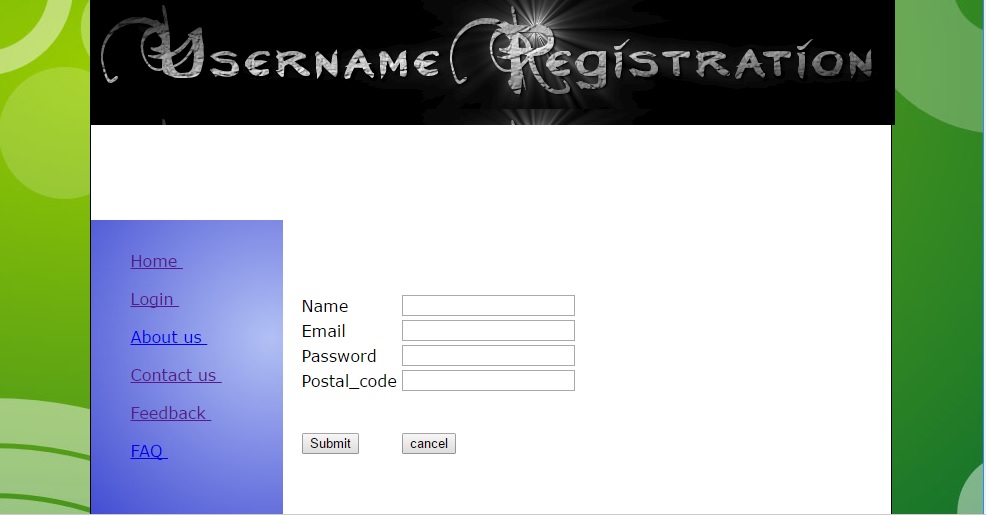 Username Registration
Home
Login
About us
Contact us
Feedback
FAQ
Name
Email
Password
Postal_code
Submit cancel